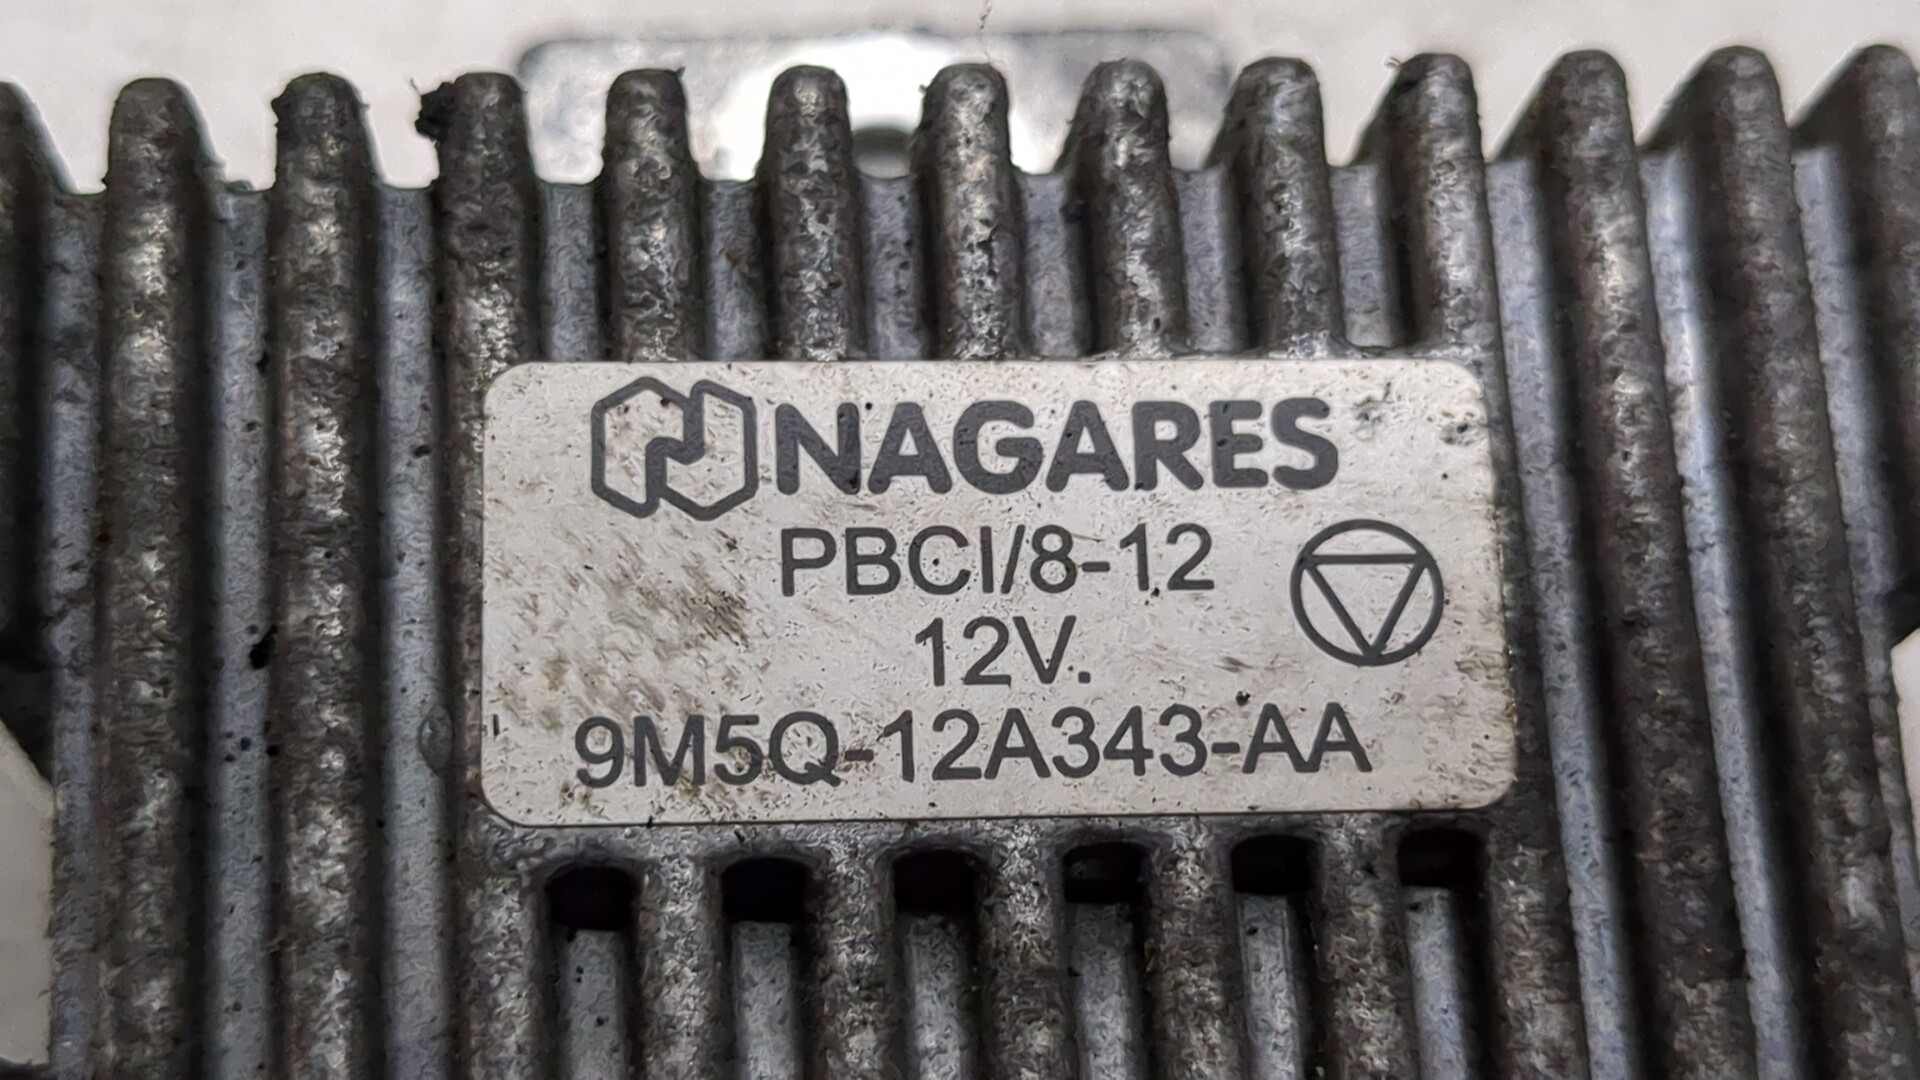 NAGARES
PBCI/8-12
12V.
9M5Q-12A343-AA